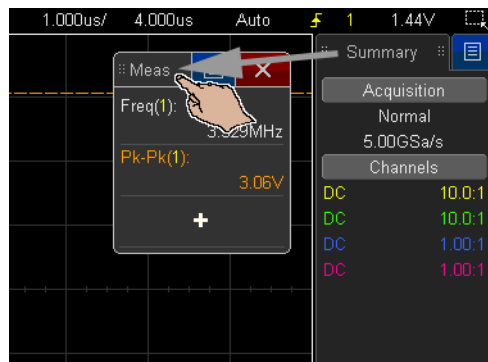 1.000us/ 4.000us Auto 1 1.44V
Summary
Meas
Acquisition
Normal
5.00GSa/s
Channels
DC 10.0:1
DC 10.0:1
DC 1.00:1
DC 1.00:1
Freq(1):
3.929MHz
Pk-Pk(1):
3.06V
+